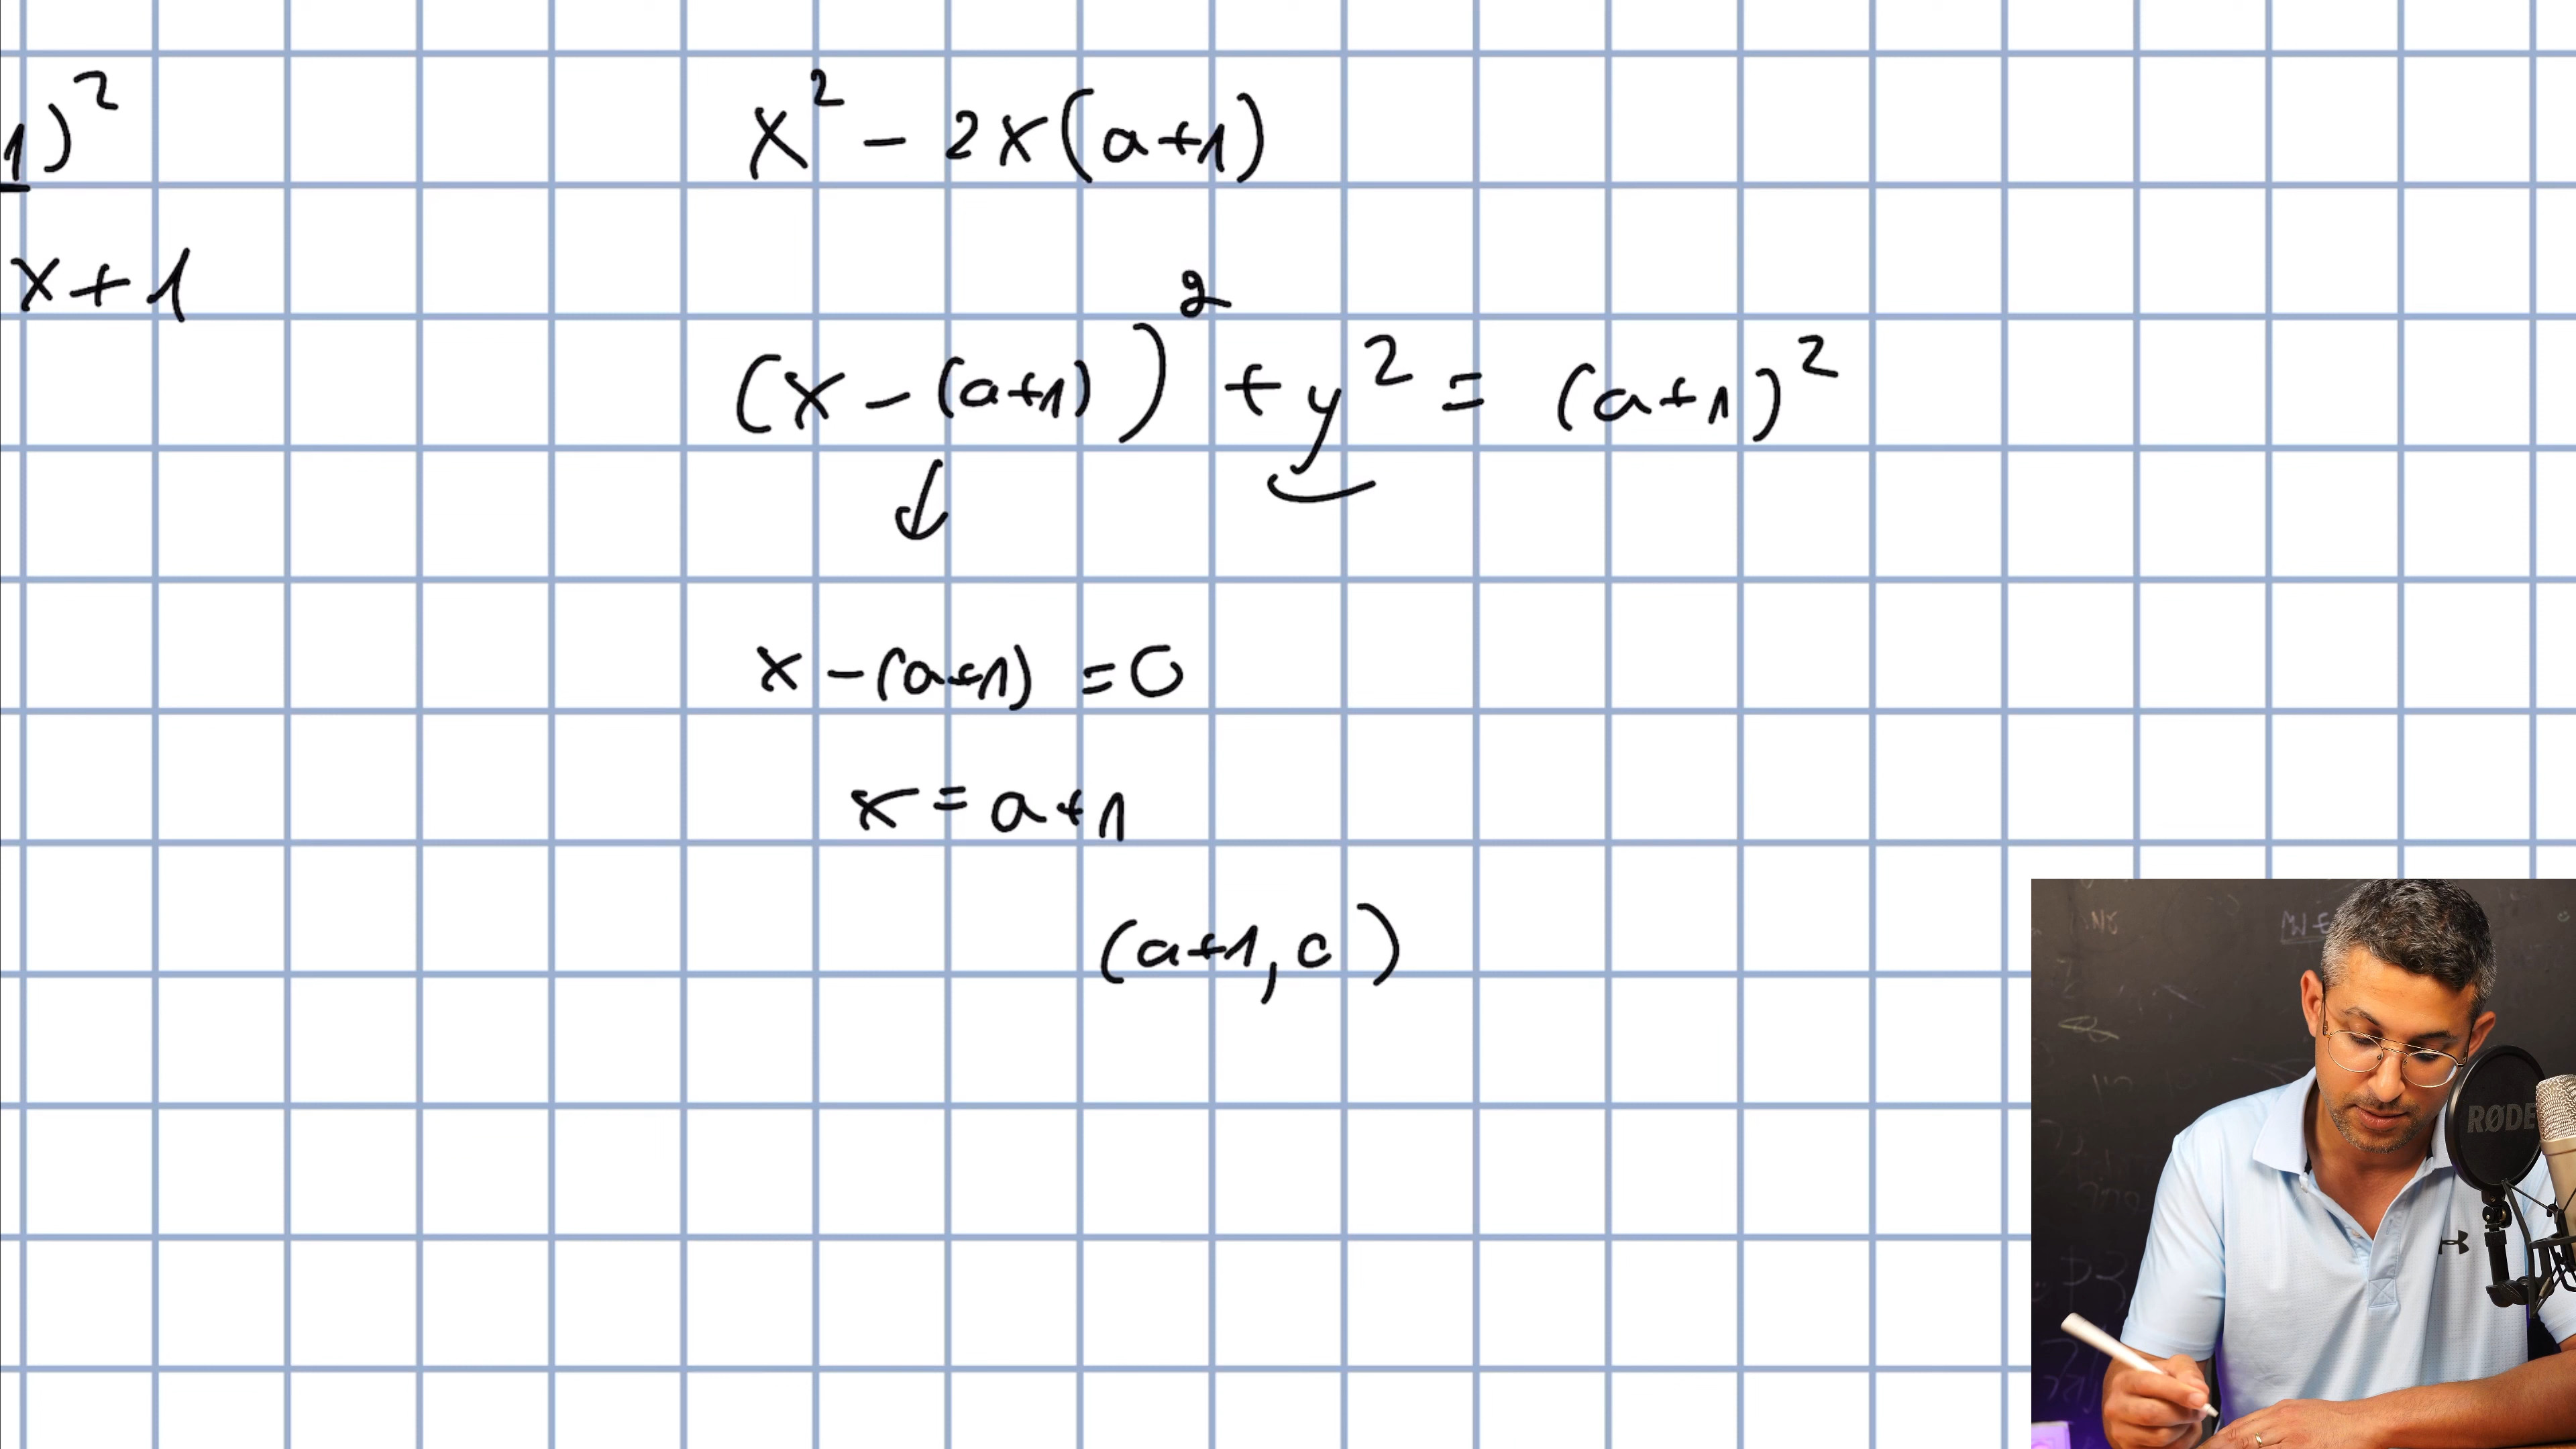 1)²
x + 1
x² - 2x(a+1)
(x - (a+1))² + y² = (a+1)²
x - (a+1) = 0
x = a+1
(a+1, 0)
RØDE